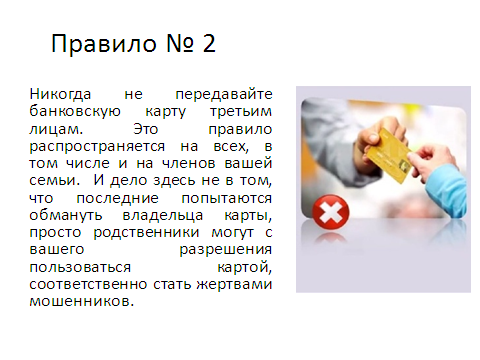 Правило № 2
Никогда не передавайте
банковскую карту третьим
лицам. Это правило
распространяется на всех, в
том числе и на членов вашей
семьи. И дело здесь не в том,
что последние попытаются
обмануть владельца карты,
просто родственники могут с
вашего разрешения
пользоваться картой,
соответственно стать жертвами
мошенников.